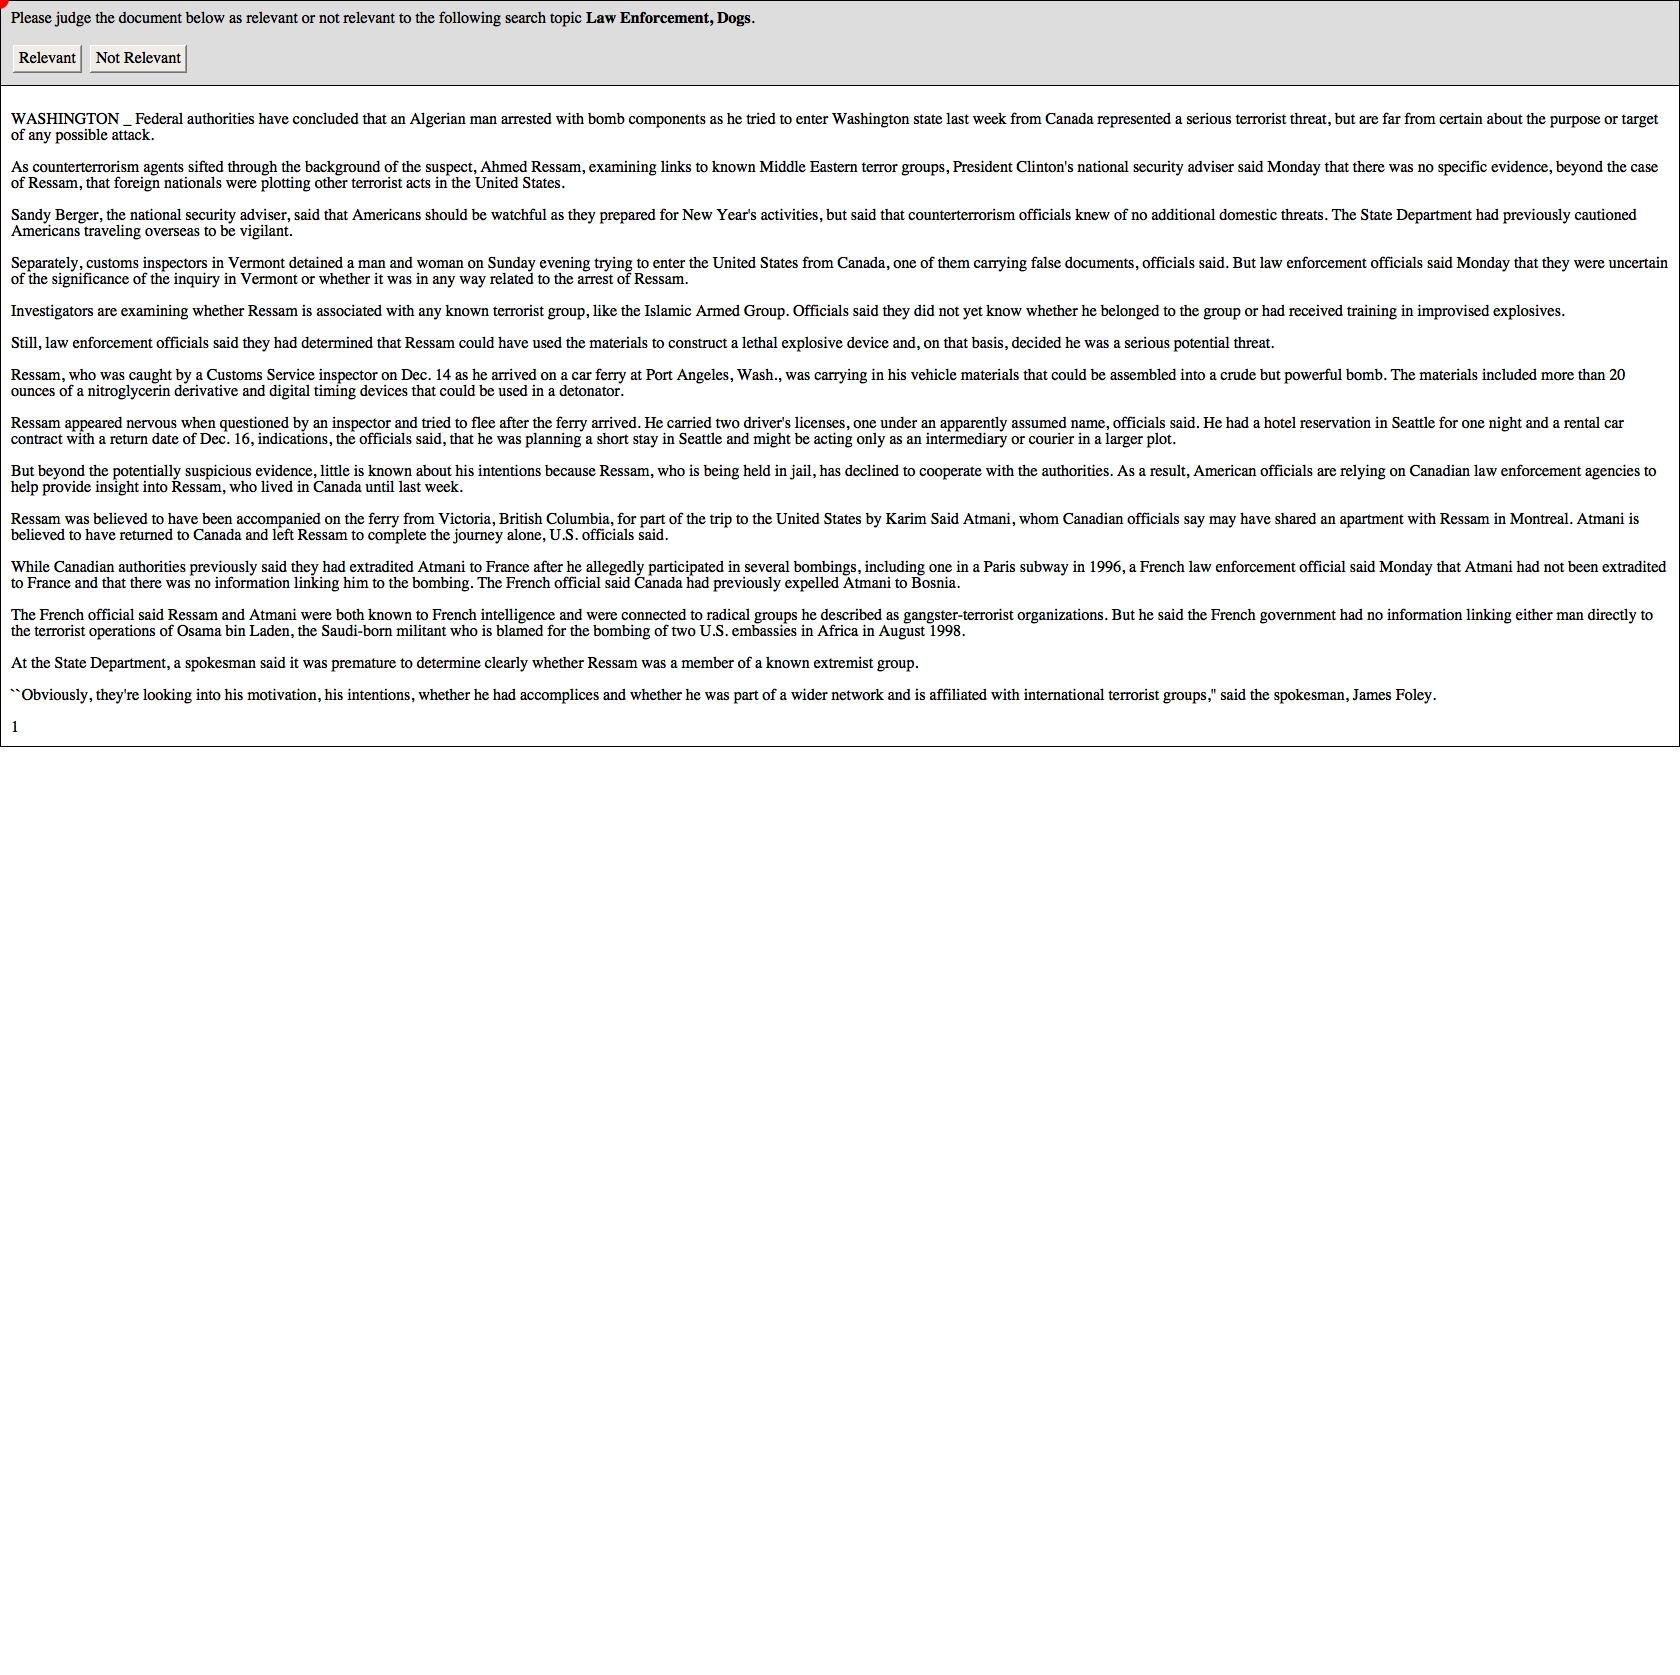 Please judge the document below as relevant or not relevant to the following search topic Law Enforcement, Dogs.
Relevant Not Relevant
WASHINGTON _ Federal authorities have concluded that an Algerian man arrested with bomb components as he tried to enter Washington state last week from Canada represented a serious terrorist threat, but are far from certain about the purpose or target
of any possible attack.
As counterterrorism agents sifted through the background of the suspect, Ahmed Ressam, examining links to known Middle Eastern terror groups, President Clinton's national security adviser said Monday that there was no specific evidence, beyond the case
of Ressam, that foreign nationals were plotting other terrorist acts in the United States.
Sandy Berger, the national security adviser, said that Americans should be watchful as they prepared for New Year's activities, but said that counterterrorism officials knew of no additional domestic threats. The State Department had previously cautioned
Americans traveling overseas to be vigilant.
Separately, customs inspectors in Vermont detained a man and woman on Sunday evening trying to enter the United States from Canada, one of them carrying false documents, officials said. But law enforcement officials said Monday that they were uncertain
of the significance of the inquiry in Vermont or whether it was in any way related to the arrest of Ressam.
Investigators are examining whether Ressam is associated with any known terrorist group, like the Islamic Armed Group. Officials said they did not yet know whether he belonged to the group or had received training in improvised explosives.
Still, law enforcement officials said they had determined that Ressam could have used the materials to construct a lethal explosive device and, on that basis, decided he was a serious potential threat.
Ressam, who was caught by a Customs Service inspector on Dec. 14 as he arrived on a car ferry at Port Angeles, Wash., was carrying in his vehicle materials that could be assembled into a crude but powerful bomb. The materials included more than 20
ounces of a nitroglycerin derivative and digital timing devices that could be used in a detonator.
Ressam appeared nervous when questioned by an inspector and tried to flee after the ferry arrived. He carried two driver's licenses, one under an apparently assumed name, officials said. He had a hotel reservation in Seattle for one night and a rental car
contract with a return date of Dec. 16, indications, the officials said, that he was planning a short stay in Seattle and might be acting only as an intermediary or courier in a larger plot.
But beyond the potentially suspicious evidence, little is known about his intentions because Ressam, who is being held in jail, has declined to cooperate with the authorities. As a result, American officials are relying on Canadian law enforcement agencies to
help provide insight into Ressam, who lived in Canada until last week.
Ressam was believed to have been accompanied on the ferry from Victoria, British Columbia, for part of the trip to the United States by Karim Said Atmani, whom Canadian officials say may have shared an apartment with Ressam in Montreal. Atmani is
believed to have returned to Canada and left Ressam to complete the journey alone, U.S. officials said.
While Canadian authorities previously said they had extradited Atmani to France after he allegedly participated in several bombings, including one in a Paris subway in 1996, a French law enforcement official said Monday that Atmani had not been extradited
to France and that there was no information linking him to the bombing. The French official said Canada had previously expelled Atmani to Bosnia.
The French official said Ressam and Atmani were both known to French intelligence and were connected to radical groups he described as gangster-terrorist organizations. But he said the French government had no information linking either man directly to
the terrorist operations of Osama bin Laden, the Saudi-born militant who is blamed for the bombing of two U.S. embassies in Africa in August 1998.
At the State Department, a spokesman said it was premature to determine clearly whether Ressam was a member of a known extremist group.
``Obviously, they're looking into his motivation, his intentions, whether he had accomplices and whether he was part of a wider network and is affiliated with international terrorist groups,'' said the spokesman, James Foley.
1